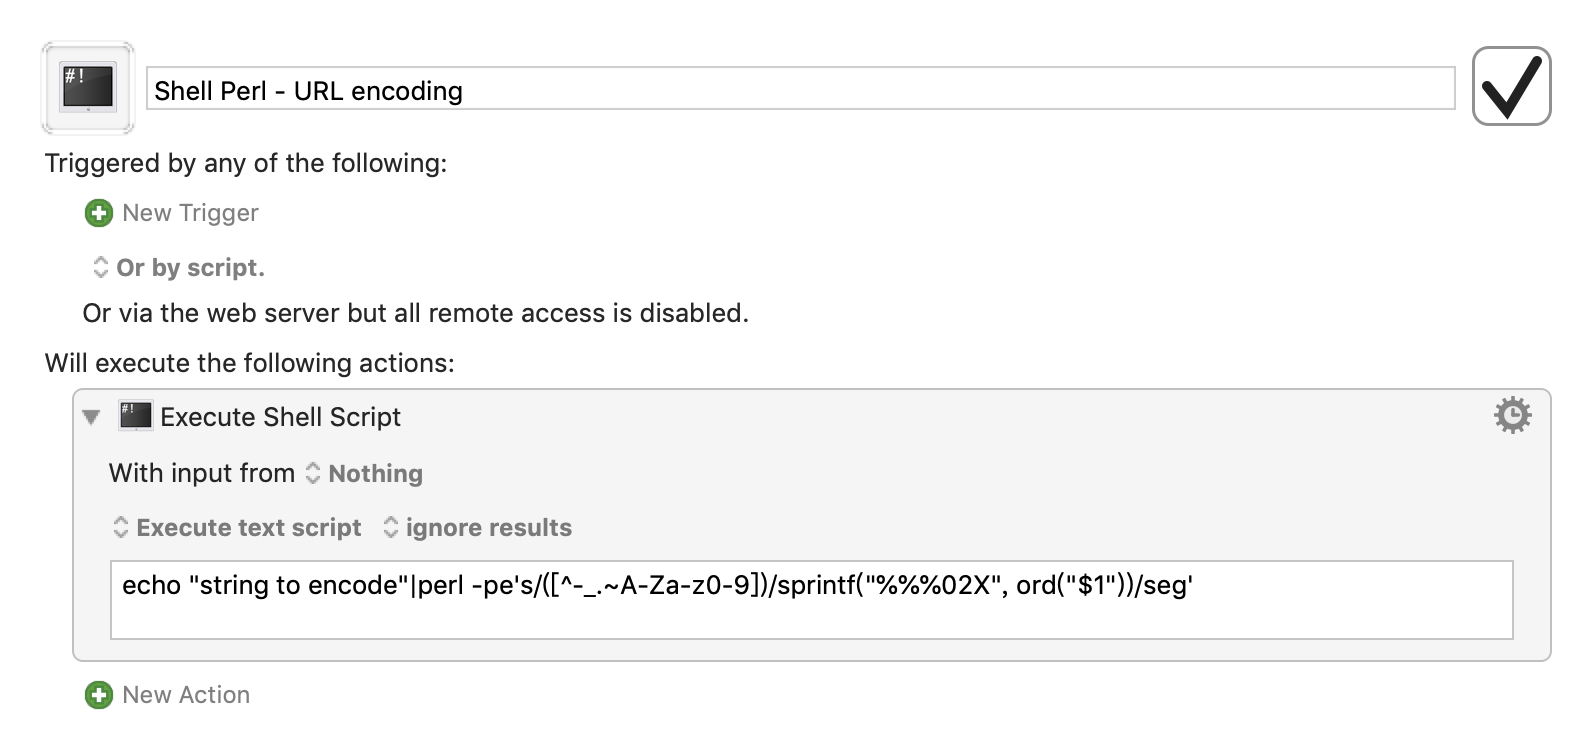 #!
Shell Perl - URL encoding
Triggered by any of the following:
New Trigger
Or by script.
Or via the web server but all remote access is disabled.
Will execute the following actions:
#!
Execute Shell Script
With input from Nothing
Execute text script ignore results
echo "string to encode"|perl -pe's/([^-_.~A-Za-z0-9])/sprintf("%%%02X", ord("$1"))/seg'
New Action